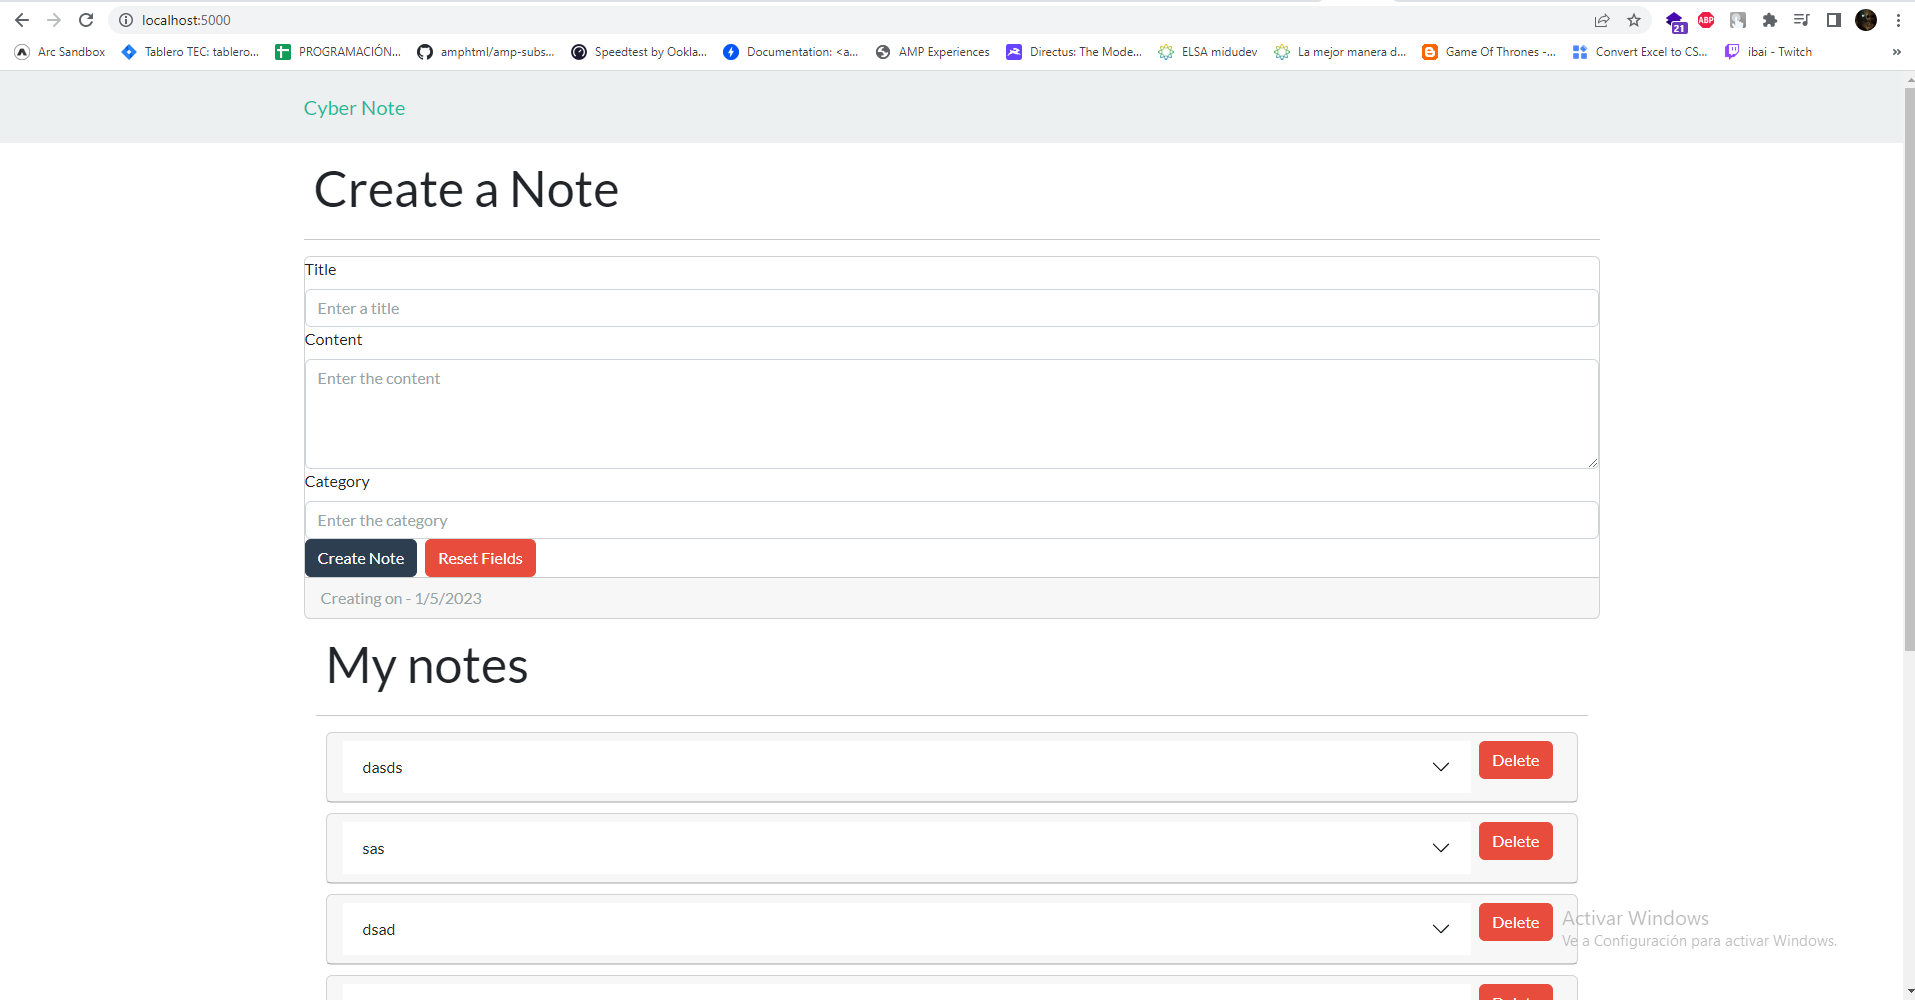 localhost:5000
21
ABP
Arc Sandbox
Tablero TEC: tablero...
PROGRAMACIÓN...
amphtml/amp-subs...
Speedtest by Ookla...
Documentation: <a...
AMP Experiences
Directus: The Mode...
ELSA midudev
La mejor manera d...
Game Of Thrones -...
Convert Excel to CS...
ibai - Twitch
»
Cyber Note
Create a Note
Title
Enter a title
Content
Enter the content
Category
Enter the category
Create Note
Reset Fields
Creating on - 1/5/2023
My notes
dasds
Delete
sas
Delete
dsad
Delete
Activar Windows
Ve a Configuración para activar Windows.